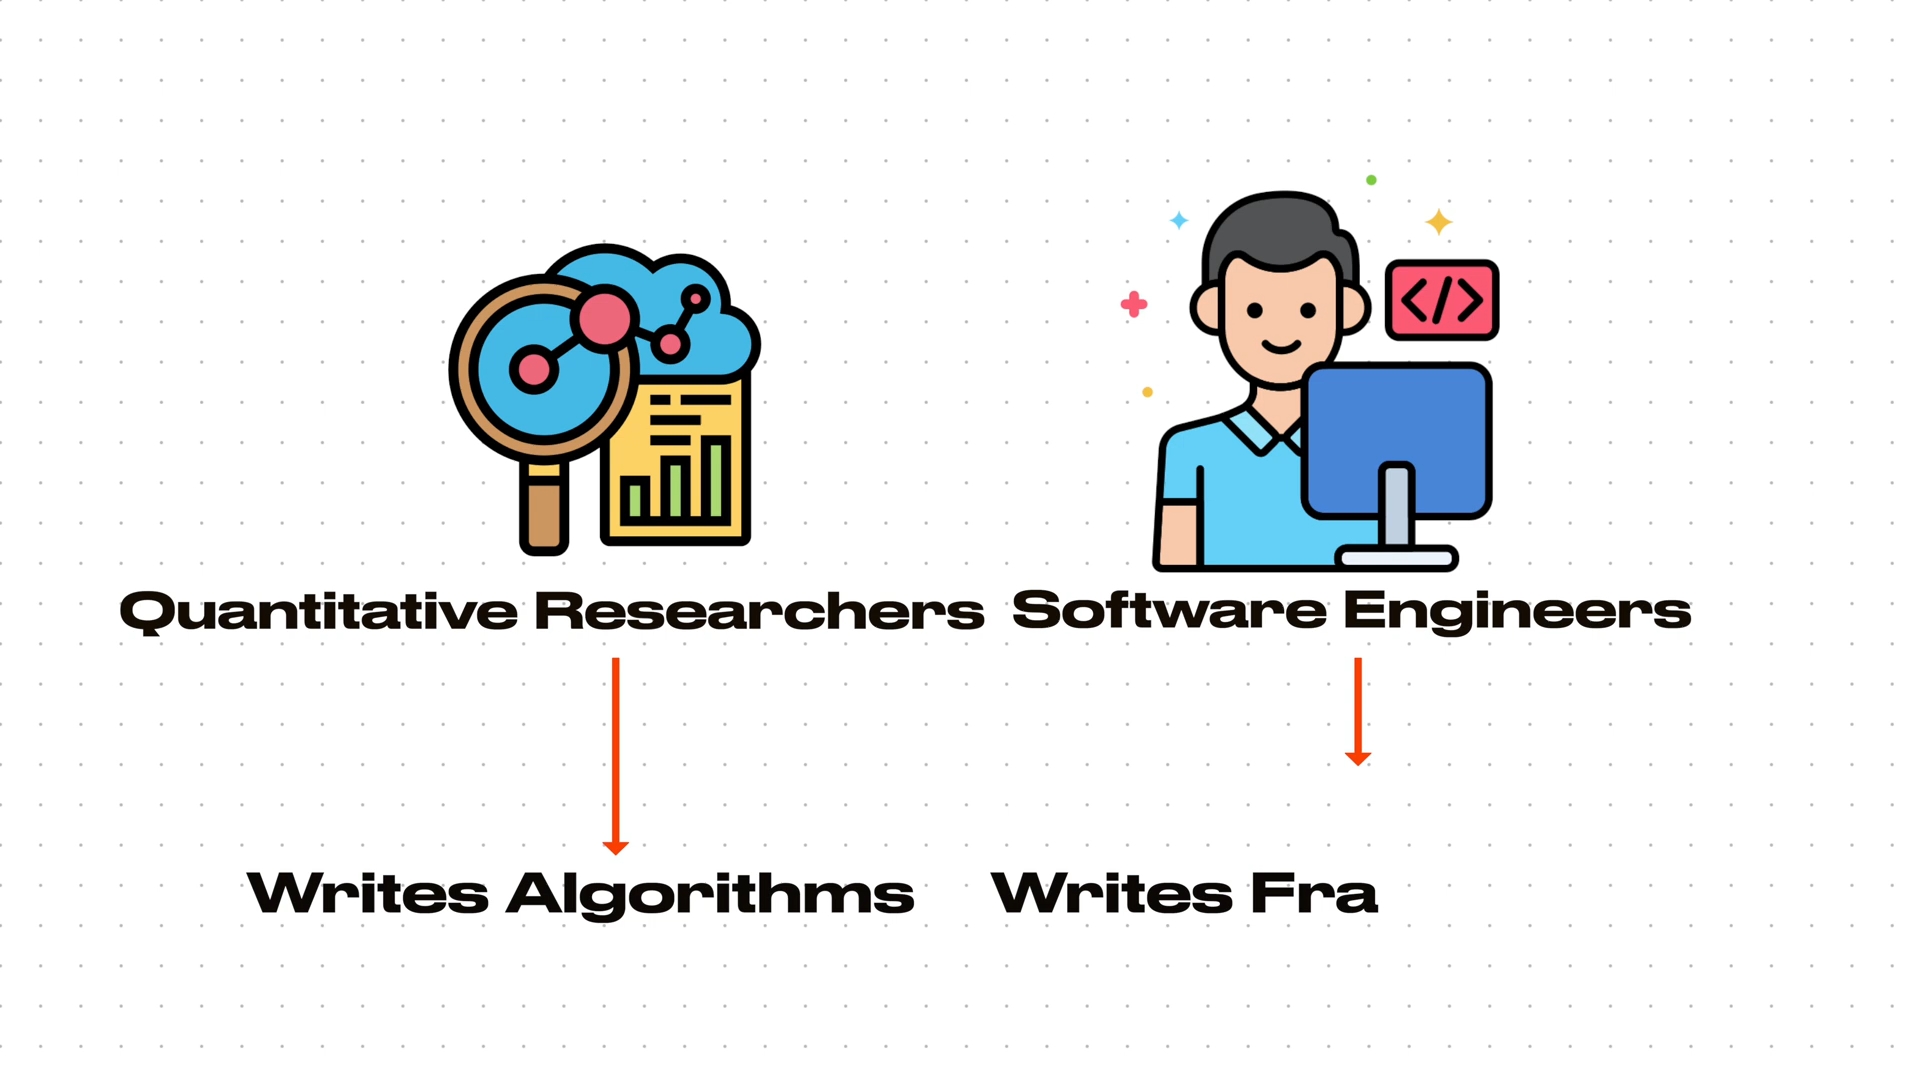 Quantitative Researchers
Software Engineers
Writes Algorithms
Writes Fra